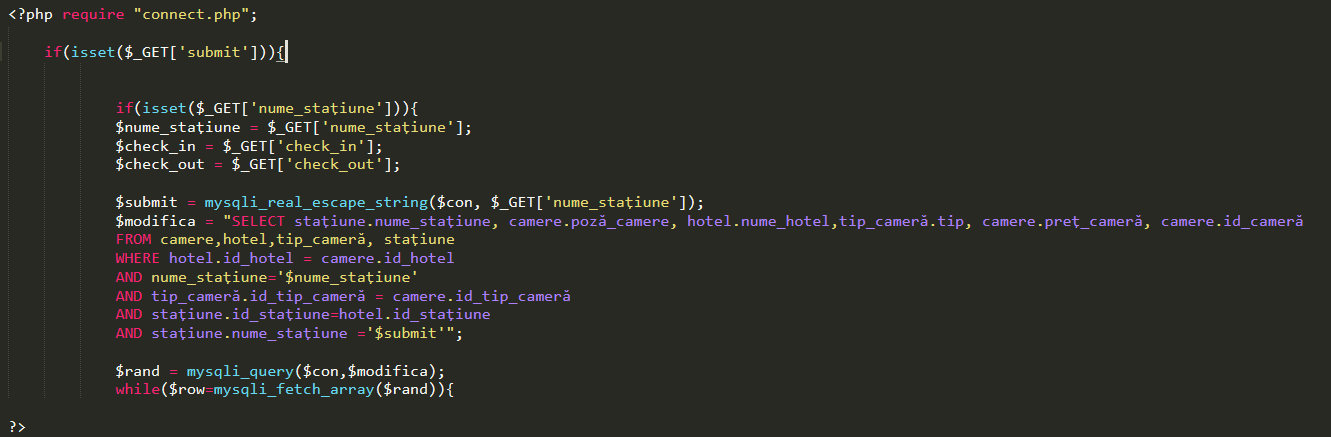 <?php require "connect.php";
if(isset($_GET['submit'])){
if(isset($_GET['nume_stațiune'])){
$nume_stațiune = $_GET['nume_stațiune'];
$check_in = $_GET['check_in'];
$check_out = $_GET['check_out'];
$submit = mysqli_real_escape_string($con, $_GET['nume_stațiune']);
$modifica = "SELECT stațiune.nume_stațiune, camere.poză_camere, hotel.nume_hotel,tip_cameră.tip, camere.preț_cameră, camere.id_cameră
FROM camere,hotel,tip_cameră, stațiune
WHERE hotel.id_hotel = camere.id_hotel
AND nume_stațiune='$nume_stațiune'
AND tip_cameră.id_tip_cameră = camere.id_tip_cameră
AND stațiune.id_stațiune=hotel.id_stațiune
AND stațiune.nume_stațiune ='$submit'";
$rand = mysqli_query($con,$modifica);
while($row=mysqli_fetch_array($rand)){
?>